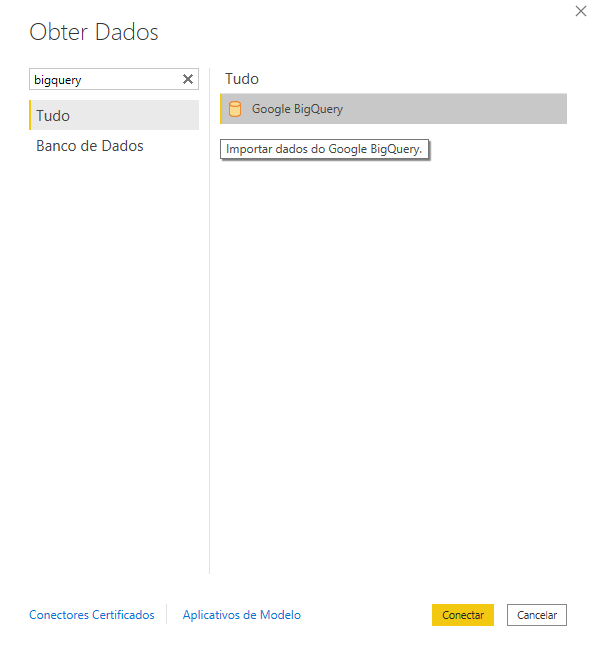 Obter Dados
bigquery
Tudo
Banco de Dados
Tudo
Google BigQuery
Importar dados do Google BigQuery.
Conectores Certificados
Aplicativos de Modelo
Conectar
Cancelar